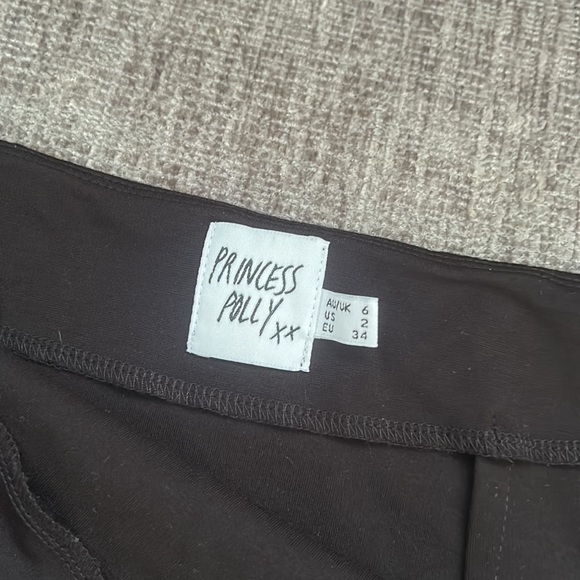 PRINCESS
POLLY
xx
AU/UK 6
US 2
EU 34